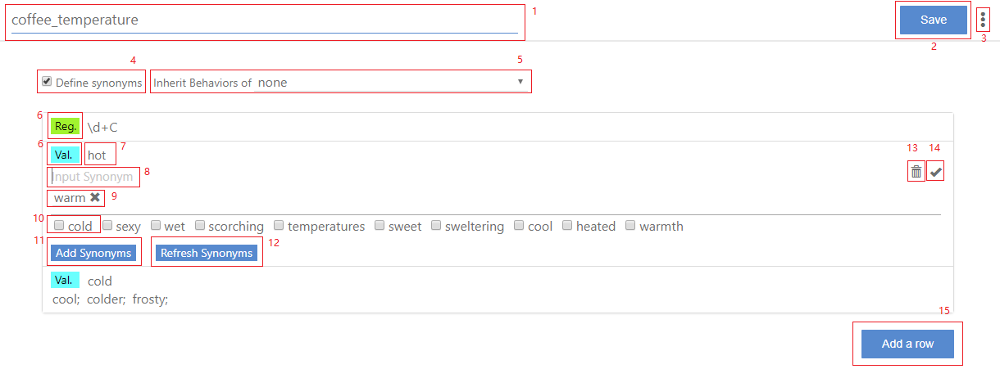 coffee_temperature 1 Save
2 3
4 5
Define synonyms Inherit Behaviors of none
6 Reg. \d+C
6 Val. hot 7 13 14
Input Synonym 8
warm 9
10 cold sexy wet scorching temperatures sweet sweltering cool heated warmth
11 Add Synonyms Refresh Synonyms 12
Val. cold
cool; colder; frosty;
15
Add a row